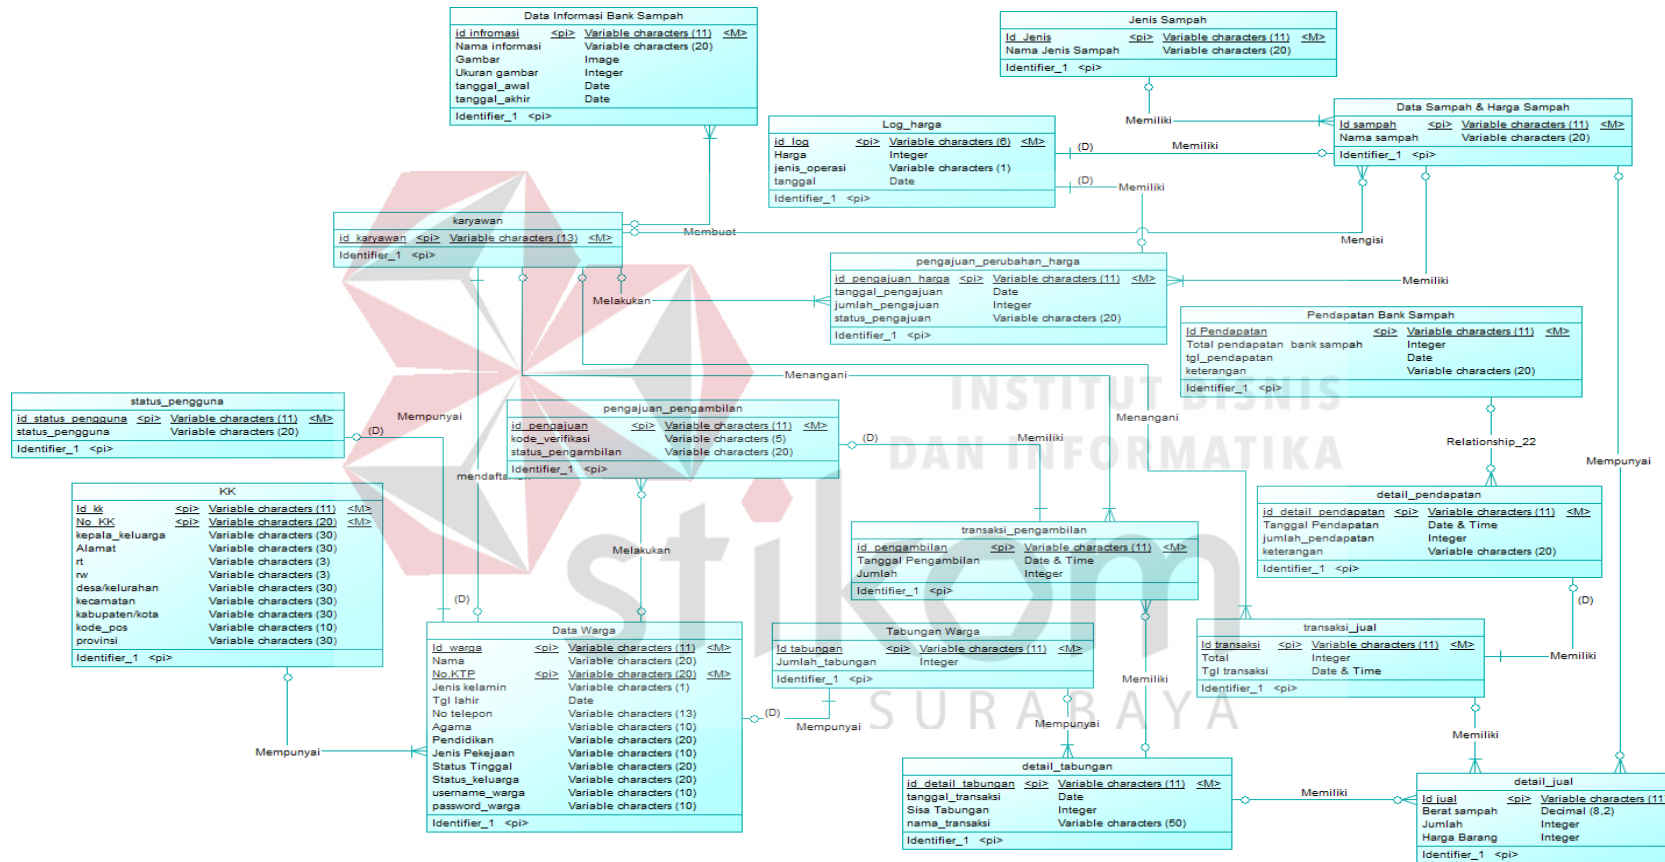 Data Informasi Bank Sampah
id infromasi <pi> Variable characters (11) <M>
Nama informasi Variable characters (20)
Gambar Image
Ukuran gambar Integer
tanggal_awal Date
tanggal_akhir Date
Identifier_1 <pi>
Jenis Sampah
Id_Jenis <pi> Variable characters (11) <M>
Nama Jenis Sampah Variable characters (20)
Identifier_1 <pi>
Memiliki
Data Sampah & Harga Sampah
Id sampah <pi> Variable characters (11) <M>
Nama sampah Variable characters (20)
Identifier_1 <pi>
Log_harga
id_log <pi> Variable characters (6) <M>
Harga Integer
jenis_operasi Variable characters (1)
tanggal Date
Identifier_1 <pi>
(D) Memiliki
(D) Memiliki
karyawan
id_karyawan <pi> Variable characters (13) <M>
Identifier_1 <pi>
Membuat
Mengisi
pengajuan_perubahan_harga
id_pengajuan_harga <pi> Variable characters (11) <M>
tanggal_pengajuan Date
jumlah_pengajuan Integer
status_pengajuan Variable characters (20)
Identifier_1 <pi>
Melakukan
Memiliki
Pendapatan Bank Sampah
Id Pendapatan <pi> Variable characters (11) <M>
Total pendapatan bank sampah Integer
tgl_pendapatan Date
keterangan Variable characters (20)
Identifier_1 <pi>
Menangani
INSTITUT BISNIS
DAN INFORMATIKA
stikom
SURABAYA
status_pengguna
id_status_pengguna <pi> Variable characters (11) <M>
status_pengguna Variable characters (20)
Identifier_1 <pi>
Mempunyai
(D)
pengajuan_pengambilan
id_pengajuan <pi> Variable characters (11) <M>
kode_verifikasi Variable characters (5)
status_pengambilan Variable characters (20)
Identifier_1 <pi>
(D) Memiliki
Menangani
Relationship_22
Mempunyai
KK
Id_kk <pi> Variable characters (11) <M>
No_KK <pi> Variable characters (20) <M>
kepala_keluarga Variable characters (30)
Alamat Variable characters (30)
rt Variable characters (3)
rw Variable characters (3)
desa/kelurahan Variable characters (30)
kecamatan Variable characters (30)
kabupaten/kota Variable characters (30)
kode_pos Variable characters (10)
provinsi Variable characters (30)
Identifier_1 <pi>
(D)
Melakukan
transaksi_pengambilan
id_pengambilan <pi> Variable characters (11) <M>
Tanggal Pengambilan Date & Time
Jumlah Integer
Identifier_1 <pi>
detail_pendapatan
id_detail_pendapatan <pi> Variable characters (11) <M>
Tanggal Pendapatan Date & Time
jumlah_pendapatan Integer
keterangan Variable characters (20)
Identifier_1 <pi>
(D)
Memiliki
Data Warga
Id_warga <pi> Variable characters (11) <M>
Nama Variable characters (20)
No.KTP <pi> Variable characters (20) <M>
Jenis kelamin Variable characters (1)
Tgl lahir Date
No telepon Variable characters (13)
Agama Variable characters (10)
Pendidikan Variable characters (20)
Jenis Pekejaan Variable characters (10)
Status Tinggal Variable characters (20)
Status_keluarga Variable characters (20)
username_warga Variable characters (10)
password_warga Variable characters (10)
Identifier_1 <pi>
Mempunyai
Tabungan Warga
Id tabungan <pi> Variable characters (11) <M>
Jumlah_tabungan Integer
Identifier_1 <pi>
(D)
Mempunyai
Memiliki
Mempunyai
transaksi_jual
Id transaksi <pi> Variable characters (11) <M>
Total Integer
Tgl transaksi Date & Time
Identifier_1 <pi>
Memiliki
detail_tabungan
id_detail_tabungan <pi> Variable characters (11) <M>
tanggal_transaksi Date
Sisa Tabungan Integer
nama_transaksi Variable characters (50)
Identifier_1 <pi>
Memiliki
detail_jual
Id jual <pi> Variable characters (11
Berat sampah Decimal (8,2)
Jumlah Integer
Harga Barang Integer
Identifier_1 <pi>